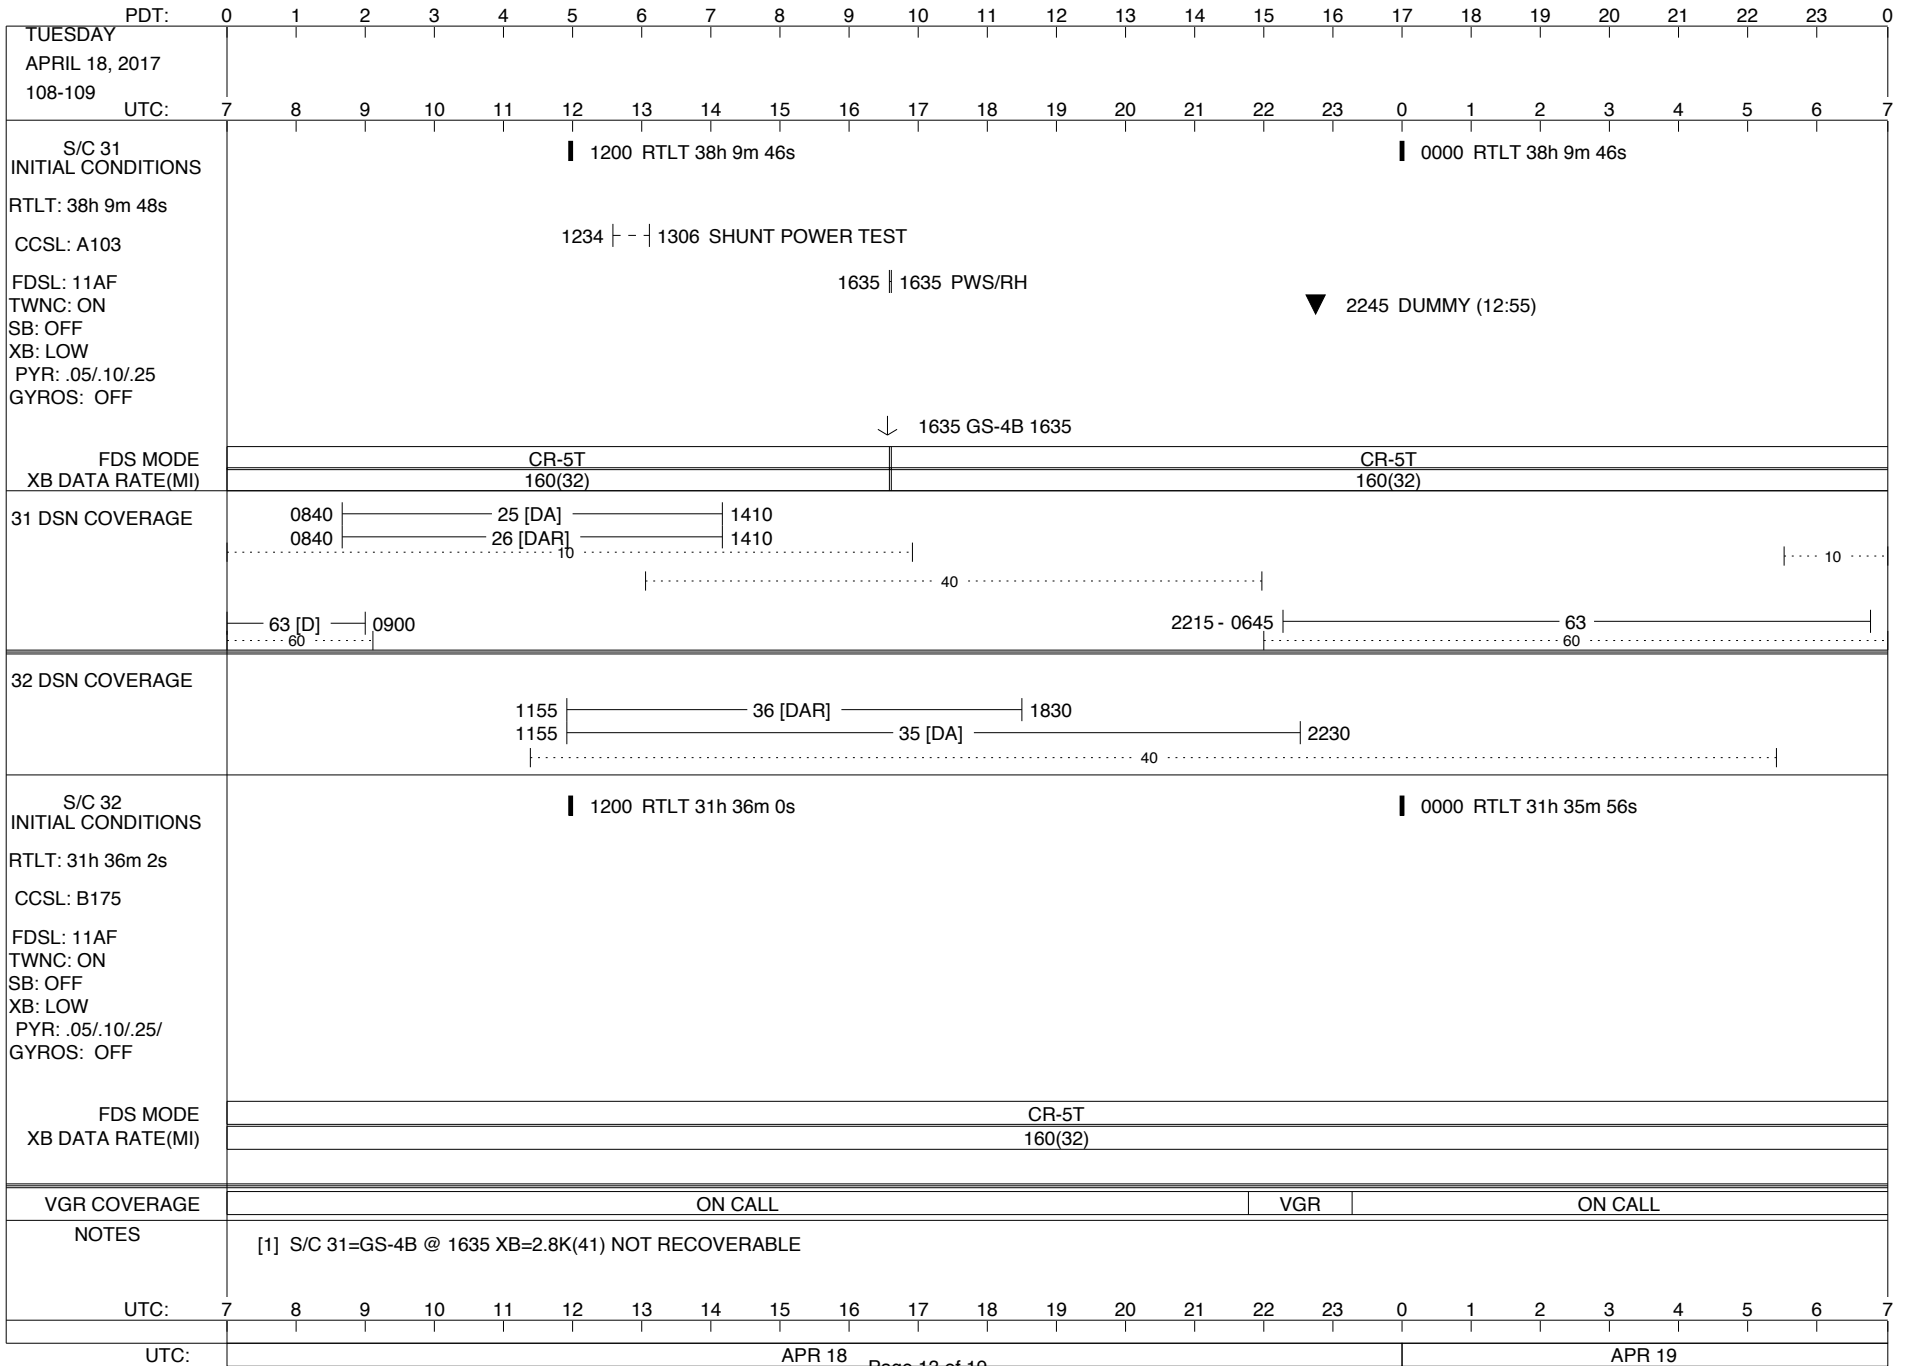 PDT: 0 1 2 3 4 5 6 7 8 9 10 11 12 13 14 15 16 17 18 19 20 21 22 23 0
TUESDAY
APRIL 18, 2017
108-109
UTC: 7 8 9 10 11 12 13 14 15 16 17 18 19 20 21 22 23 0 1 2 3 4 5 6 7
S/C 31
INITIAL CONDITIONS
1200 RTLT 38h 9m 46s
0000 RTLT 38h 9m 46s
RTLT: 38h 9m 48s
CCSL: A103
1234 1306 SHUNT POWER TEST
FDSL: 11AF
1635 1635 PWS/RH
TWNC: ON
2245 DUMMY (12:55)
SB: OFF
XB: LOW
PYR: .05/.10/.25
GYROS: OFF
1635 GS-4B 1635
FDS MODE CR-5T CR-5T
XB DATA RATE(MI) 160(32) 160(32)
31 DSN COVERAGE
0840 25 [DA] 1410
0840 26 [DAR] 1410
10 10
40
63 [D] 0900 2215 - 0645 63
60 60
32 DSN COVERAGE
1155 36 [DAR] 1830
1155 35 [DA] 2230
40
S/C 32
INITIAL CONDITIONS
1200 RTLT 31h 36m 0s
0000 RTLT 31h 35m 56s
RTLT: 31h 36m 2s
CCSL: B175
FDSL: 11AF
TWNC: ON
SB: OFF
XB: LOW
PYR: .05/.10/.25/
GYROS: OFF
FDS MODE CR-5T
XB DATA RATE(MI) 160(32)
VGR COVERAGE ON CALL VGR ON CALL
NOTES
[1] S/C 31=GS-4B @ 1635 XB=2.8K(41) NOT RECOVERABLE
UTC: 7 8 9 10 11 12 13 14 15 16 17 18 19 20 21 22 23 0 1 2 3 4 5 6 7
UTC: APR 18 APR 19
Page 12 of 19